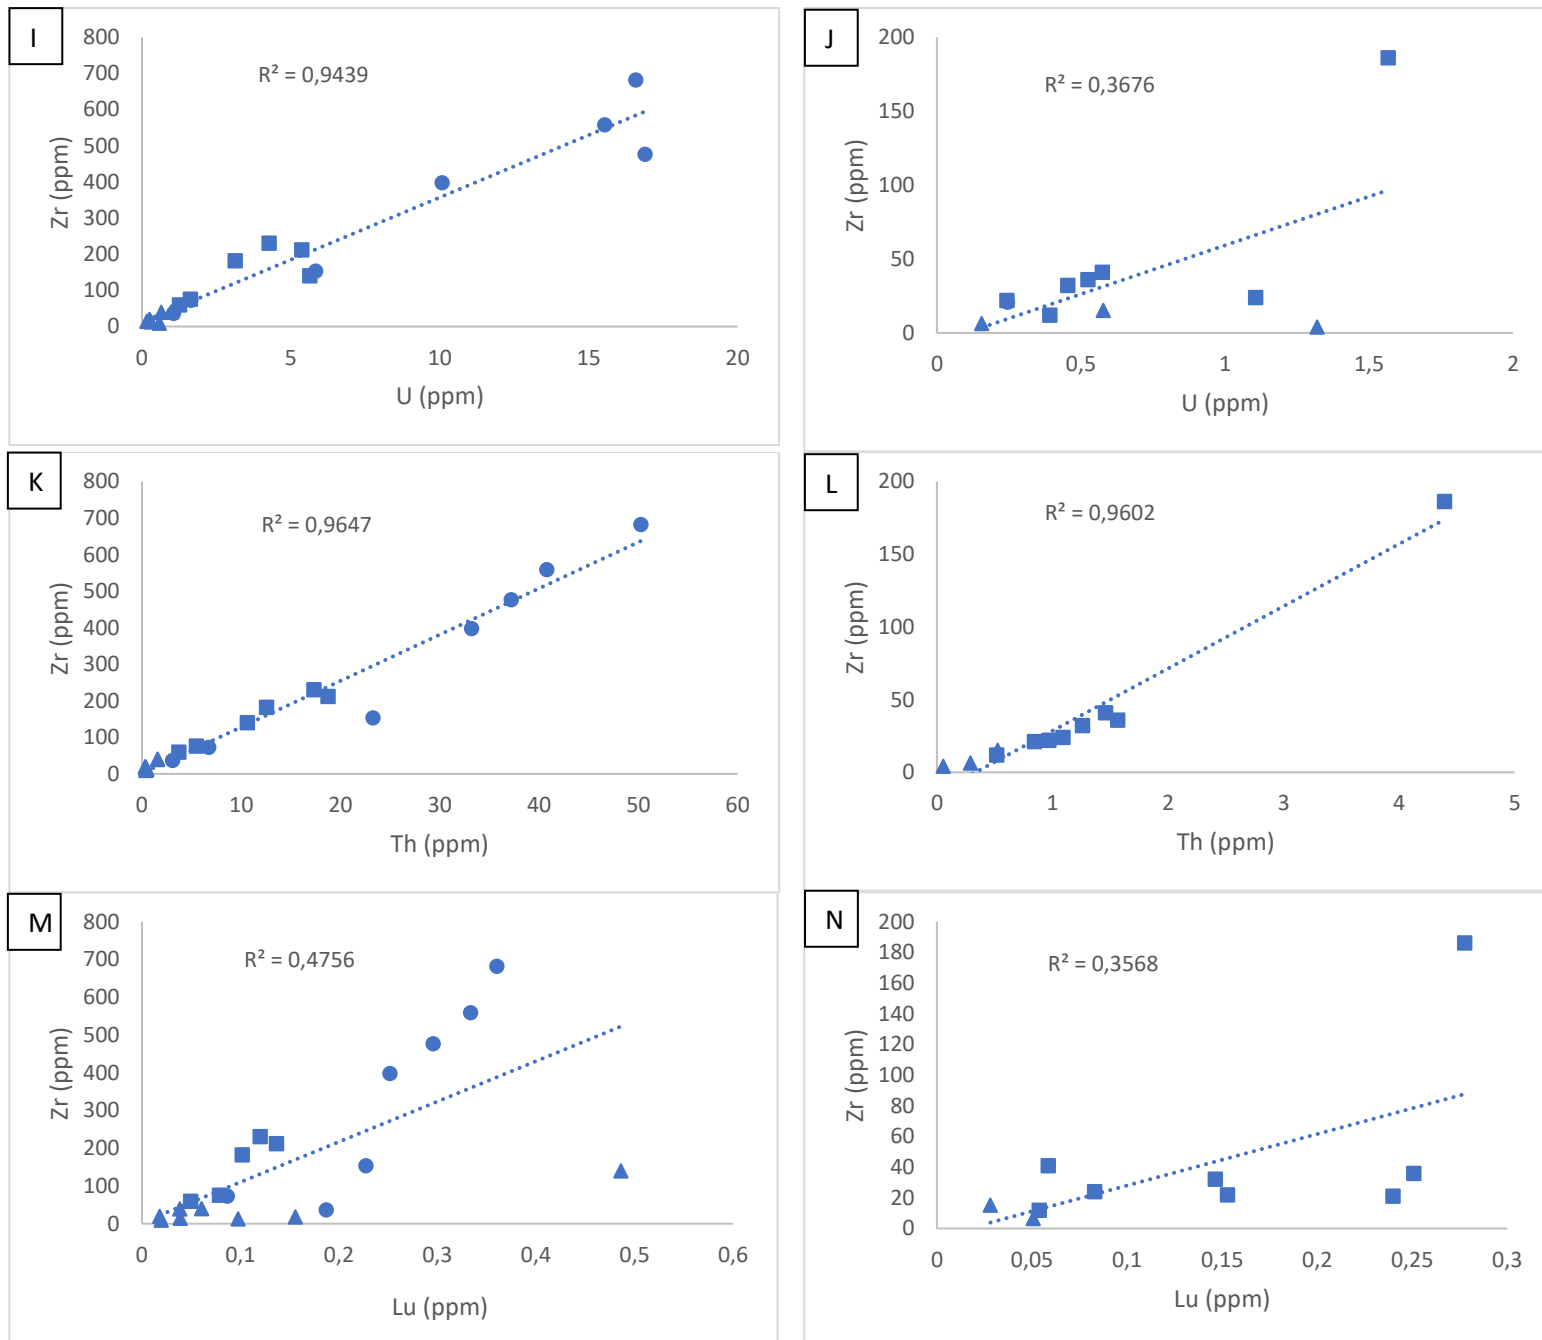 I
800
700
600
500
400
300
200
100
0
R² = 0,9439
Zr (ppm)
0 5 10 15 20
U (ppm)
J
200
150
100
50
0
R² = 0,3676
Zr (ppm)
0 0,5 1 1,5 2
U (ppm)
K
800
700
600
500
400
300
200
100
0
R² = 0,9647
Zr (ppm)
0 10 20 30 40 50 60
Th (ppm)
L
200
150
100
50
0
R² = 0,9602
Zr (ppm)
0 1 2 3 4 5
Th (ppm)
M
800
700
600
500
400
300
200
100
0
R² = 0,4756
Zr (ppm)
0 0,1 0,2 0,3 0,4 0,5 0,6
Lu (ppm)
N
200
180
160
140
120
100
80
60
40
20
0
R² = 0,3568
Zr (ppm)
0 0,05 0,1 0,15 0,2 0,25 0,3
Lu (ppm)